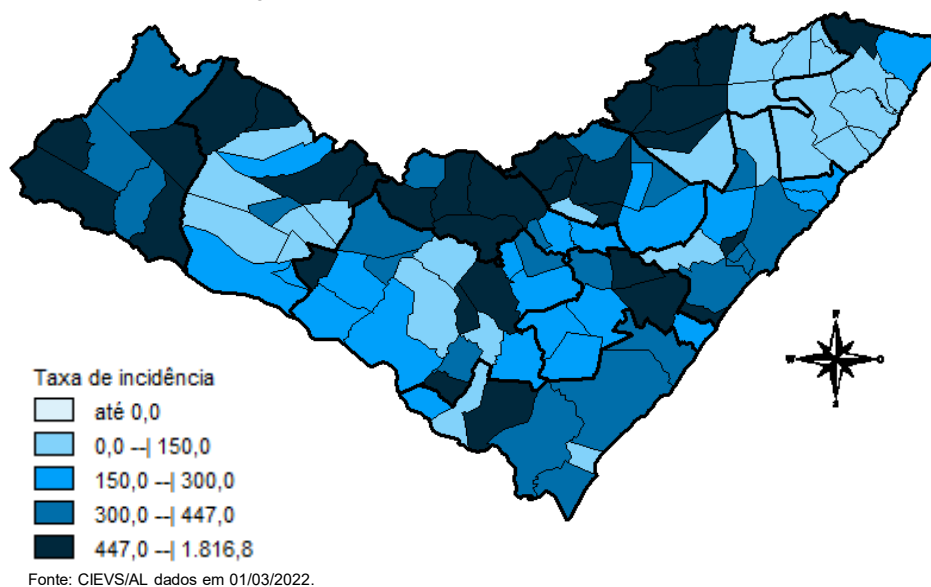 N
W
O
S
Taxa de incidência
até 0,0
0,0 --| 150,0
150,0 --| 300,0
300,0 --| 447,0
447,0 --| 1.816,8
Fonte: CIEVS/AL dados em 01/03/2022.